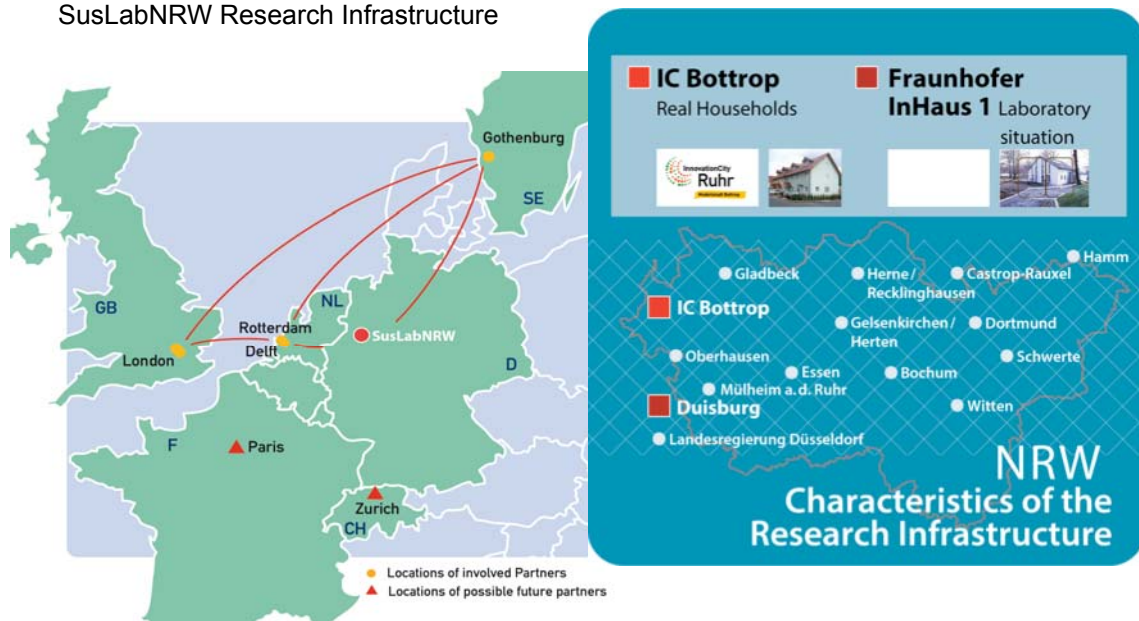 SusLabNRW Research Infrastructure
Gothenburg
SE
GB
NL
Rotterdam
Delft
SusLabNRW
London
D
F
Paris
Zurich
CH
Locations of involved Partners
Locations of possible future partners
IC Bottrop
Real Households
Fraunhofer
InHaus 1 Laboratory
situation
InnovationCity
Ruhr
Hamm
Gladbeck
Herne/
Recklinghausen
Castrop-Rauxel
IC Bottrop
Gelsenkirchen/
Herten
Dortmund
Oberhausen
Schwerte
Essen
Bochum
Mülheim a. d. Ruhr
Duisburg
Witten
Landesregierung Düsseldorf
NRW
Characteristics of the
Research Infrastructure